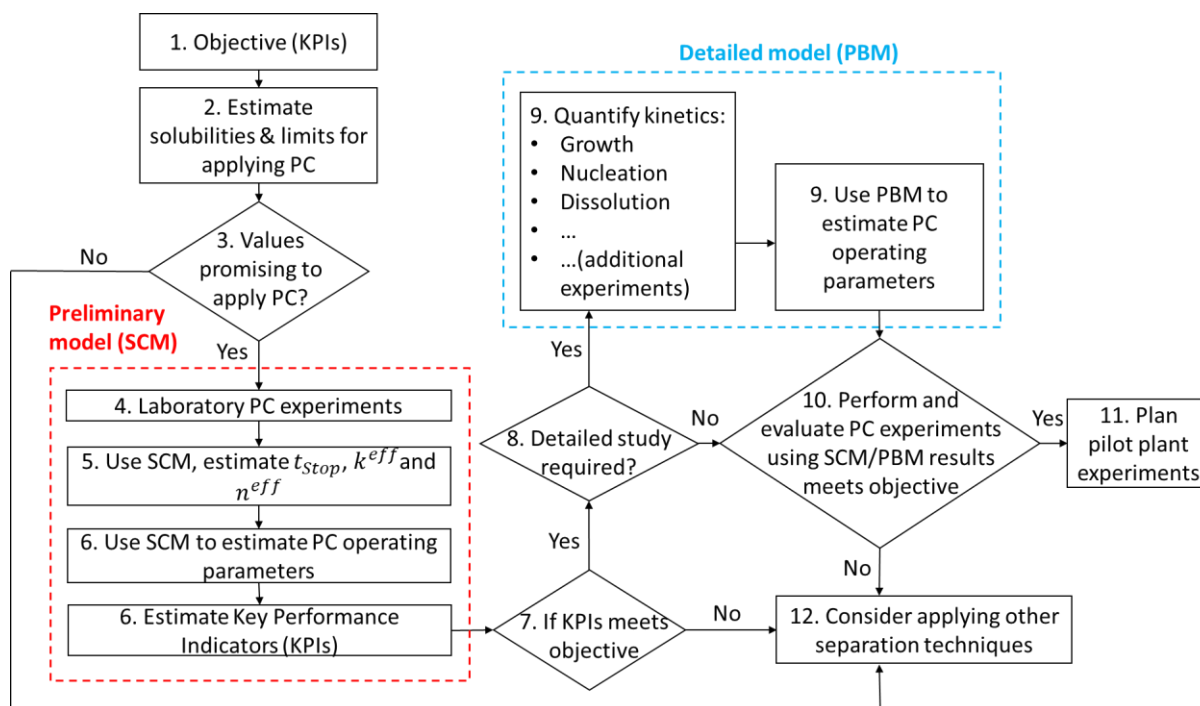 1. Objective (KPIs)
2. Estimate
solubilities & limits for
applying PC
3. Values
promising to
apply PC?
No
Yes
Preliminary
model (SCM)
4. Laboratory PC experiments
5. Use SCM, estimate t_Stop, k^eff and
n^eff
6. Use SCM to estimate PC operating
parameters
6. Estimate Key Performance
Indicators (KPIs)
7. If KPIs meets
objective
Yes
No
8. Detailed study
required?
Yes
No
Detailed model (PBM)
9. Quantify kinetics:
• Growth
• Nucleation
• Dissolution
• …
• …(additional
experiments)
9. Use PBM to
estimate PC
operating
parameters
10. Perform and
evaluate PC experiments
using SCM/PBM results
meets objective
Yes
No
11. Plan
pilot plant
experiments
12. Consider applying other
separation techniques